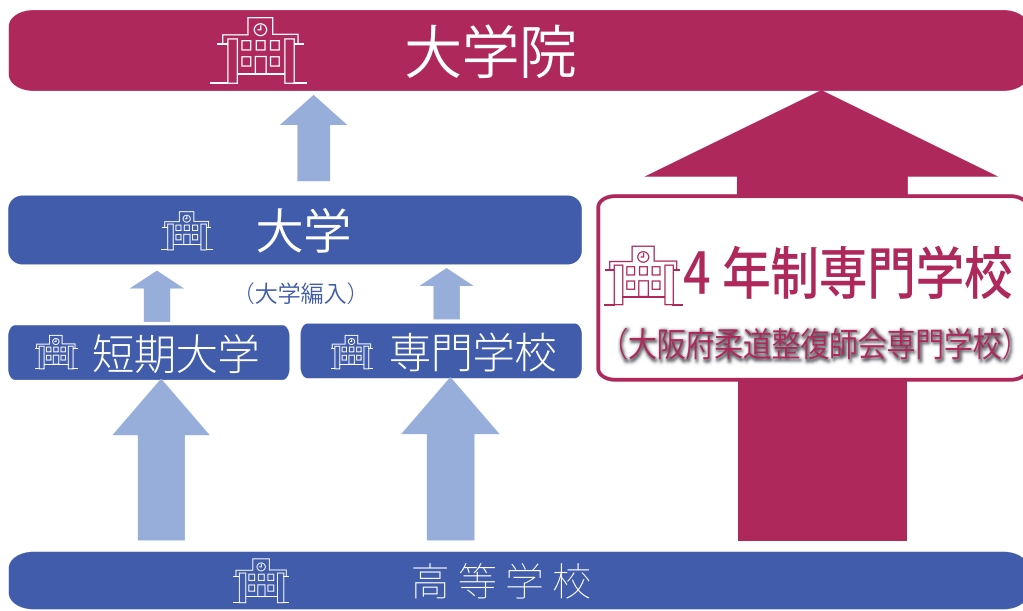 大学院
大学
4年制専門学校
(大学編入)
短期大学
専門学校
(大阪府柔道整復師会専門学校)
高等学校